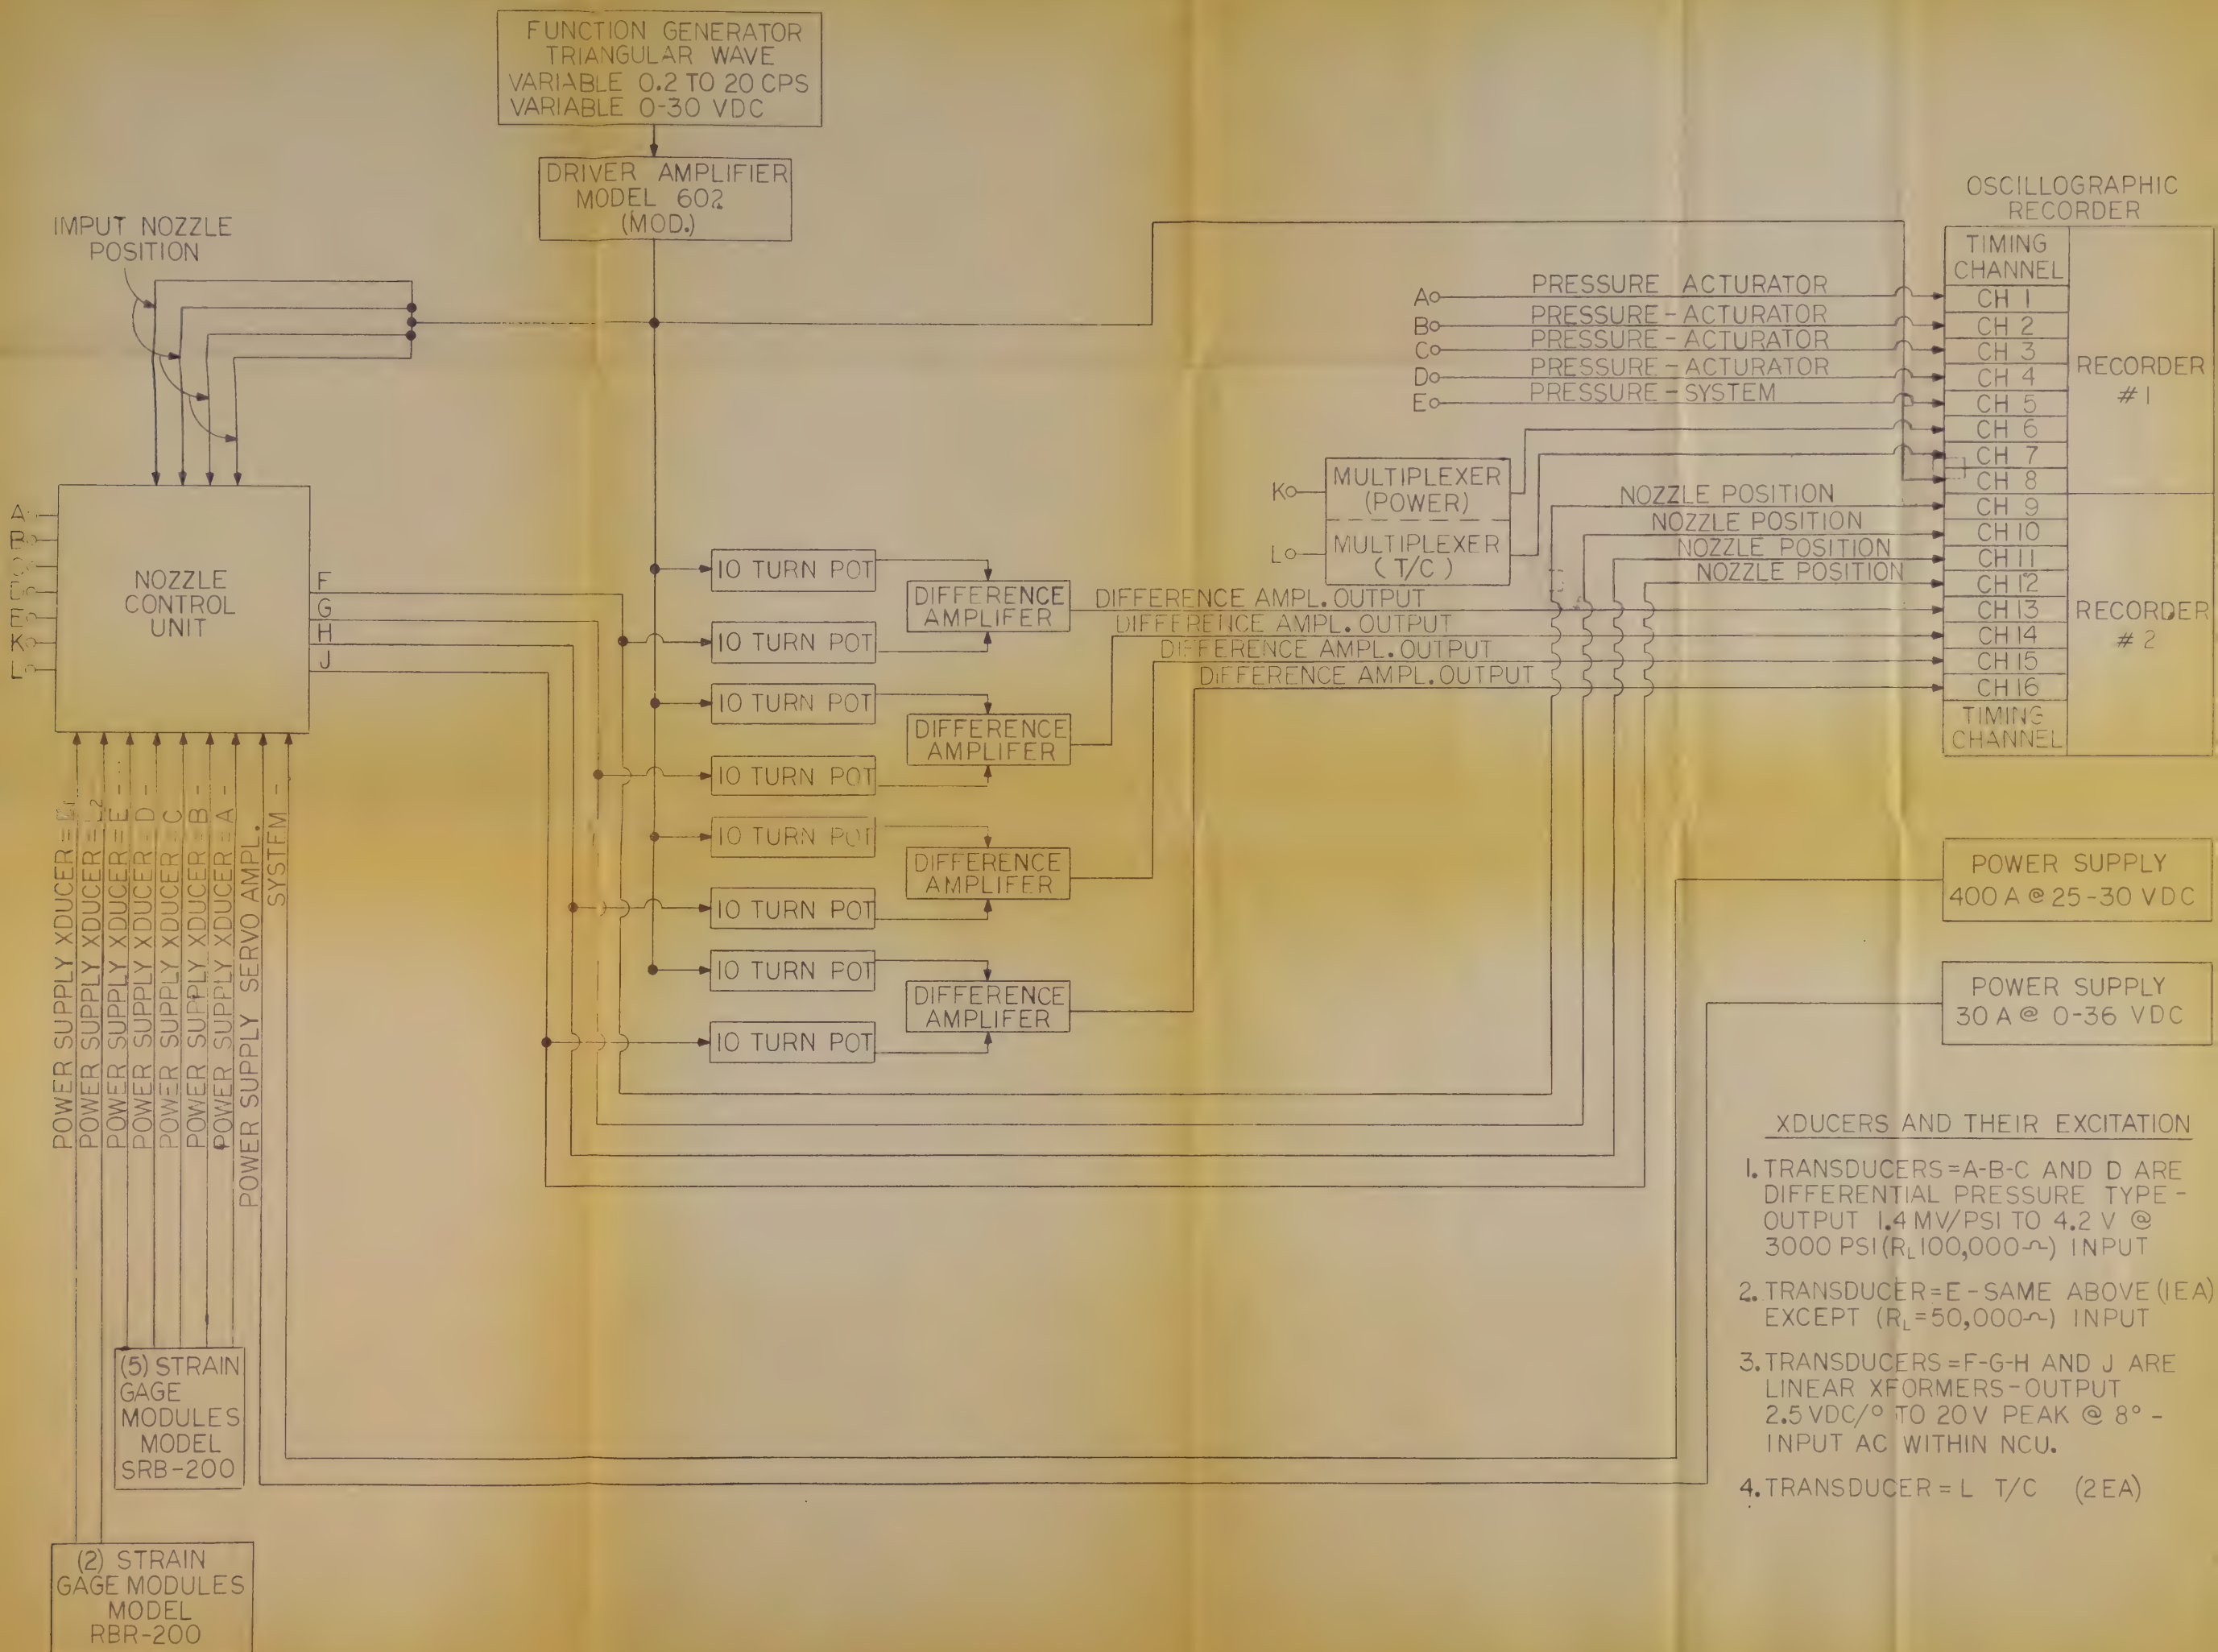 FUNCTION GENERATOR
TRIANGULAR WAVE
VARIABLE 0.2 TO 20 CPS
VARIABLE 0-30 VDC
DRIVER AMPLIFIER
MODEL 602
(MOD.)
IMPUT NOZZLE
POSITION
A
B
E
K
L
NOZZLE
CONTROL
UNIT
F
G
H
J
10 TURN POT
10 TURN POT
10 TURN POT
10 TURN POT
10 TURN POT
10 TURN POT
10 TURN POT
10 TURN POT
DIFFERENCE
AMPLIFER
DIFFERENCE
AMPLIFER
DIFFERENCE
AMPLIFER
DIFFERENCE
AMPLIFER
DIFFERENCE AMPL. OUTPUT
DIFFERENCE AMPL. OUTPUT
DIFFERENCE AMPL. OUTPUT
DIFFERENCE AMPL. OUTPUT
A PRESSURE ACTURATOR
B PRESSURE - ACTURATOR
C PRESSURE - ACTURATOR
D PRESSURE - ACTURATOR
E PRESSURE - SYSTEM
K
MULTIPLEXER
(POWER)
L
MULTIPLEXER
(T/C)
NOZZLE POSITION
NOZZLE POSITION
NOZZLE POSITION
NOZZLE POSITION
OSCILLOGRAPHIC
RECORDER
TIMING
CHANNEL
CH 1
CH 2
CH 3
CH 4
CH 5
CH 6
CH 7
CH 8
CH 9
CH 10
CH 11
CH 12
CH 13
CH 14
CH 15
CH 16
TIMING
CHANNEL
RECORDER
#1
RECORDER
#2
POWER SUPPLY XDUCER =
POWER SUPPLY XDUCER =
POWER SUPPLY XDUCER = E -
POWER SUPPLY XDUCER = D -
POWER SUPPLY XDUCER = C
POWER SUPPLY XDUCER = B -
POWER SUPPLY XDUCER = A -
POWER SUPPLY SERVO AMPL.
SYSTEM -
(5) STRAIN
GAGE
MODULES
MODEL
SRB-200
(2) STRAIN
GAGE MODULES
MODEL
RBR-200
POWER SUPPLY
400 A @ 25-30 VDC
POWER SUPPLY
30 A @ 0-36 VDC
XDUCERS AND THEIR EXCITATION
1. TRANSDUCERS = A-B-C AND D ARE
DIFFERENTIAL PRESSURE TYPE -
OUTPUT 1.4 MV/PSI TO 4.2 V @
3000 PSI (RL 100,000 Ω) INPUT
2. TRANSDUCER = E - SAME ABOVE (1EA)
EXCEPT (RL = 50,000 Ω) INPUT
3. TRANSDUCERS = F-G-H AND J ARE
LINEAR XFORMERS - OUTPUT
2.5 VDC/° TO 20 V PEAK @ 8° -
INPUT AC WITHIN NCU.
4. TRANSDUCER = L T/C (2 EA)